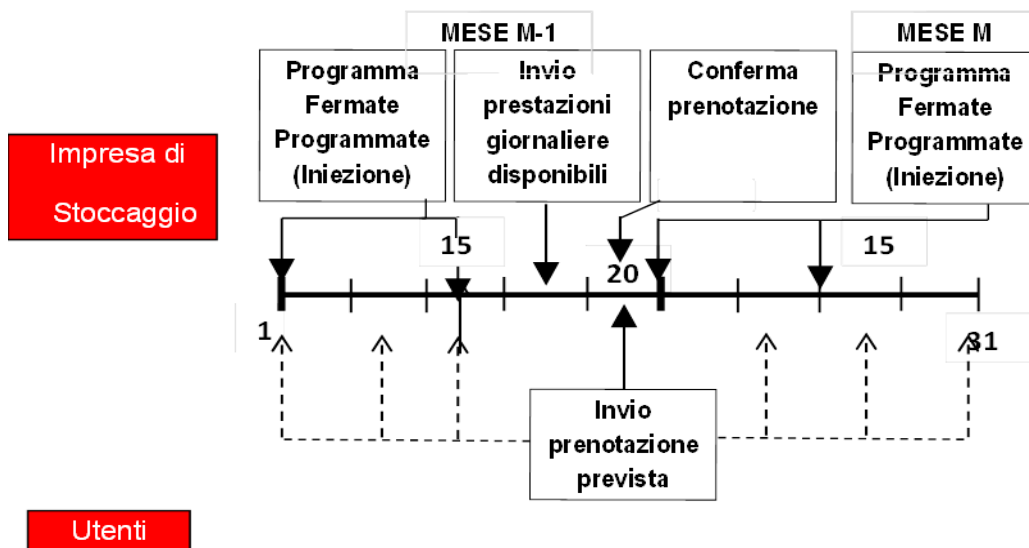 MESE M-1
MESE M
Programma
Fermate
Programmate
(Iniezione)
Invio
prestazioni
giornaliere
disponibili
Conferma
prenotazione
Programma
Fermate
Programmate
(Iniezione)
Impresa di
Stoccaggio
15
20
15
1
31
Invio
prenotazione
prevista
Utenti